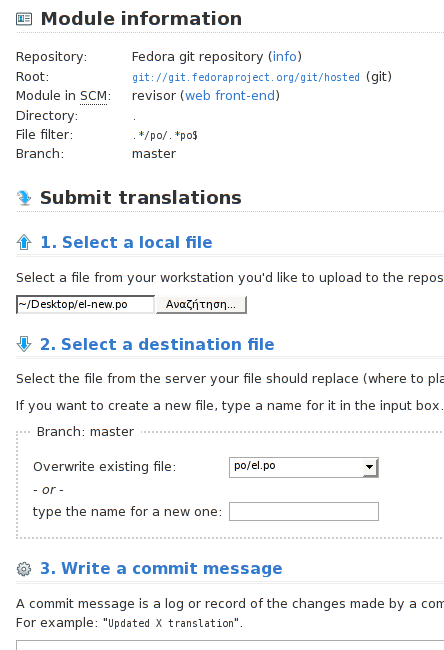 Module information
Repository: Fedora git repository (info)
Root: git://git.fedoraproject.org/git/hosted (git)
Module in SCM: revisor (web front-end)
Directory: .
File filter: .*/po/.*po$
Branch: master
Submit translations
1. Select a local file
Select a file from your workstation you'd like to upload to the repos
~/Desktop/el-new.po Αναζήτηση...
2. Select a destination file
Select the file from the server your file should replace (where to pla
If you want to create a new file, type a name for it in the input box.
Branch: master
Overwrite existing file: po/el.po
- or -
type the name for a new one:
3. Write a commit message
A commit message is a log or record of the changes made by a com
For example: "Updated X translation".